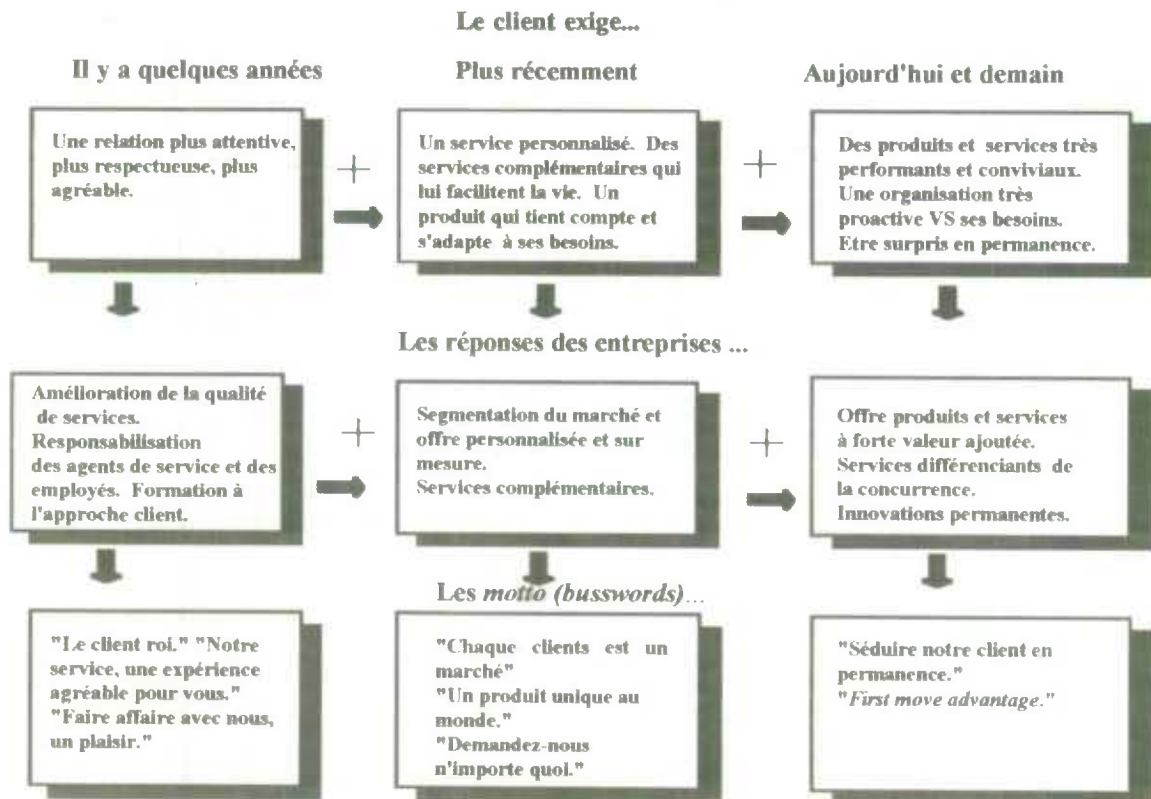 Le client exige...
Il y a quelques années
Plus récemment
Aujourd'hui et demain
Une relation plus attentive,
plus respectueuse, plus
agréable.
Un service personnalisé. Des
services complémentaires qui
lui facilitent la vie. Un
produit qui tient compte et
s'adapte à ses besoins.
Des produits et services très
performants et conviviaux.
Une organisation très
proactive VS ses besoins.
Etre surpris en permanence.
Les réponses des entreprises ...
Amélioration de la qualité
de services.
Responsabilisation
des agents de service et des
employés. Formation à
l'approche client.
Segmentation du marché et
offre personnalisée et sur
mesure.
Services complémentaires.
Offre produits et services
à forte valeur ajoutée.
Services différenciants de
la concurrence.
Innovations permanentes.
Les motto (busswords)...
"Le client roi." "Notre
service, une expérience
agréable pour vous."
"Faire affaire avec nous,
un plaisir."
"Chaque clients est un
marché"
"Un produit unique au
monde."
"Demandez-nous
n'importe quoi."
"Séduire notre client en
permanence."
"First move advantage."